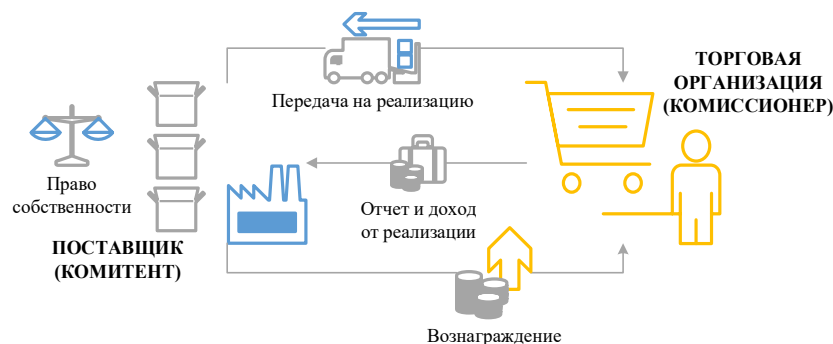 ТОРГОВАЯ
ОРГАНИЗАЦИЯ
(КОМИССИОНЕР)
Передача на реализацию
Право
собственности
Отчет и доход
от реализации
ПОСТАВЩИК
(КОМИТЕНТ)
Вознаграждение